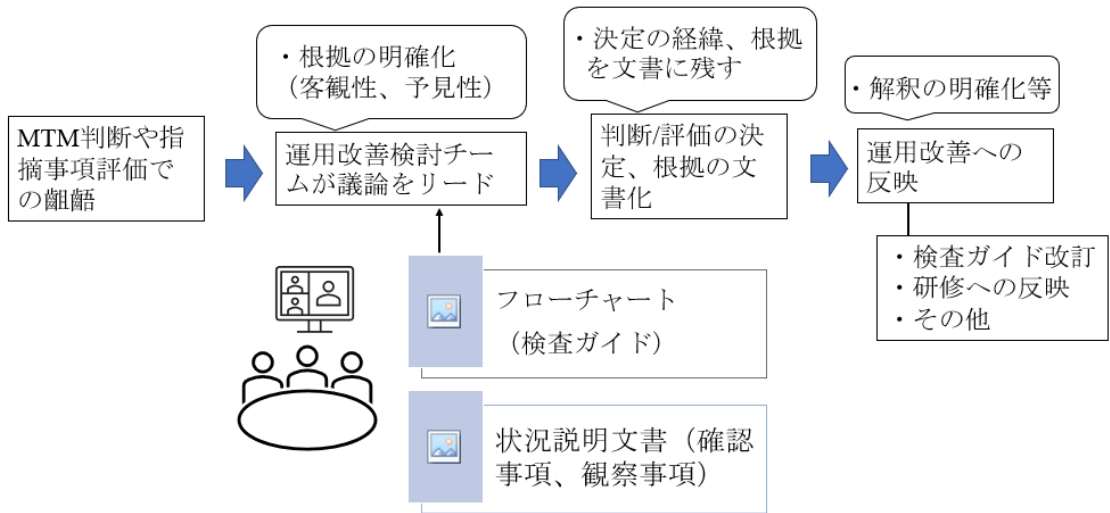 ・根拠の明確化
（客観性、予見性）
・決定の経緯、根拠
を文書に残す
・解釈の明確化等
MTM判断や指
摘事項評価で
の齟齬
運用改善検討チー
ムが議論をリード
判断/評価の決
定、根拠の文
書化
運用改善への
反映
・検査ガイド改訂
・研修への反映
・その他
フローチャート
（検査ガイド）
状況説明文書（確認
事項、観察事項）